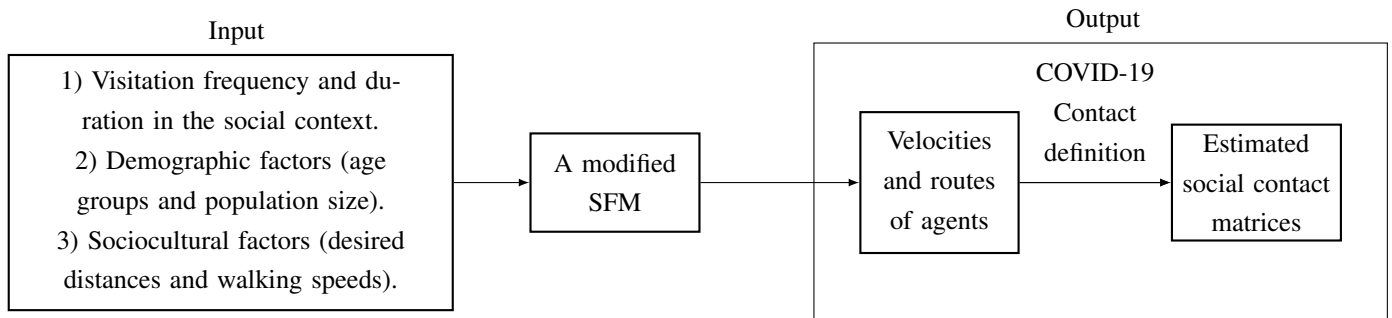 Input
1) Visitation frequency and du-
ration in the social context.
2) Demographic factors (age
groups and population size).
3) Sociocultural factors (desired
distances and walking speeds).
A modified
SFM
Output
Velocities
and routes
of agents
COVID-19
Contact
definition
Estimated
social contact
matrices